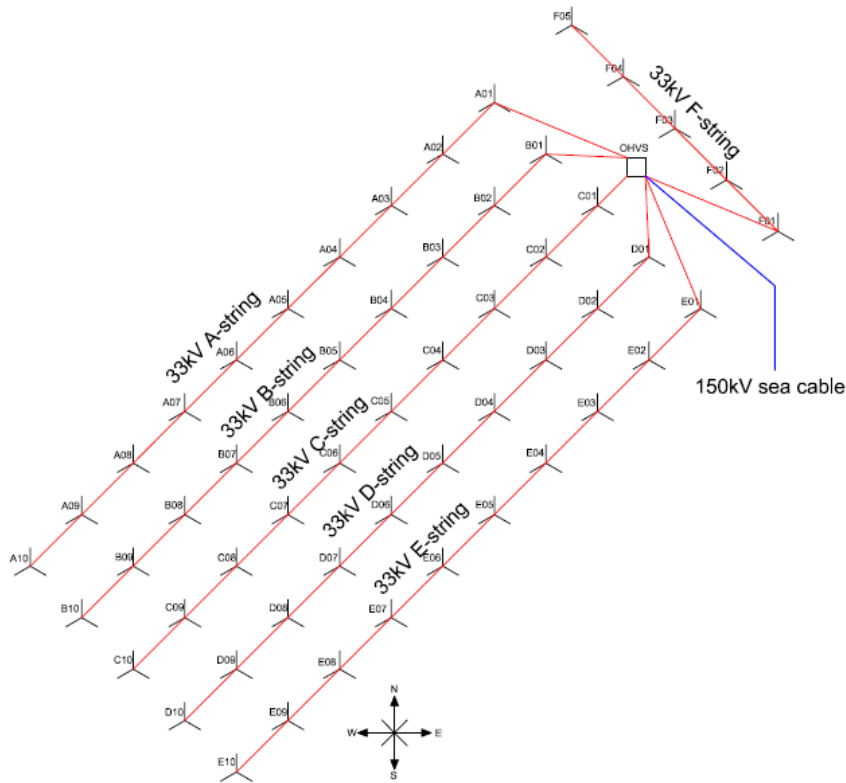 F05
F04
33kV F-string
A01
F03
B01
OHVS
A02
F02
A03
B02
C01
F01
A04
B03
C02
D01
33kV A-string
A05
B04
C03
D02
E01
A06
B05
C04
D03
E02
150kV sea cable
33kV B-string
A07
B06
C05
D04
E03
33kV C-string
A08
B07
C06
D05
E04
33kV D-string
A09
B08
C07
D06
E05
33kV E-string
A10
B09
C08
D07
E06
B10
C09
D08
E07
C10
D09
E08
D10
E09
E10
N
W
E
S